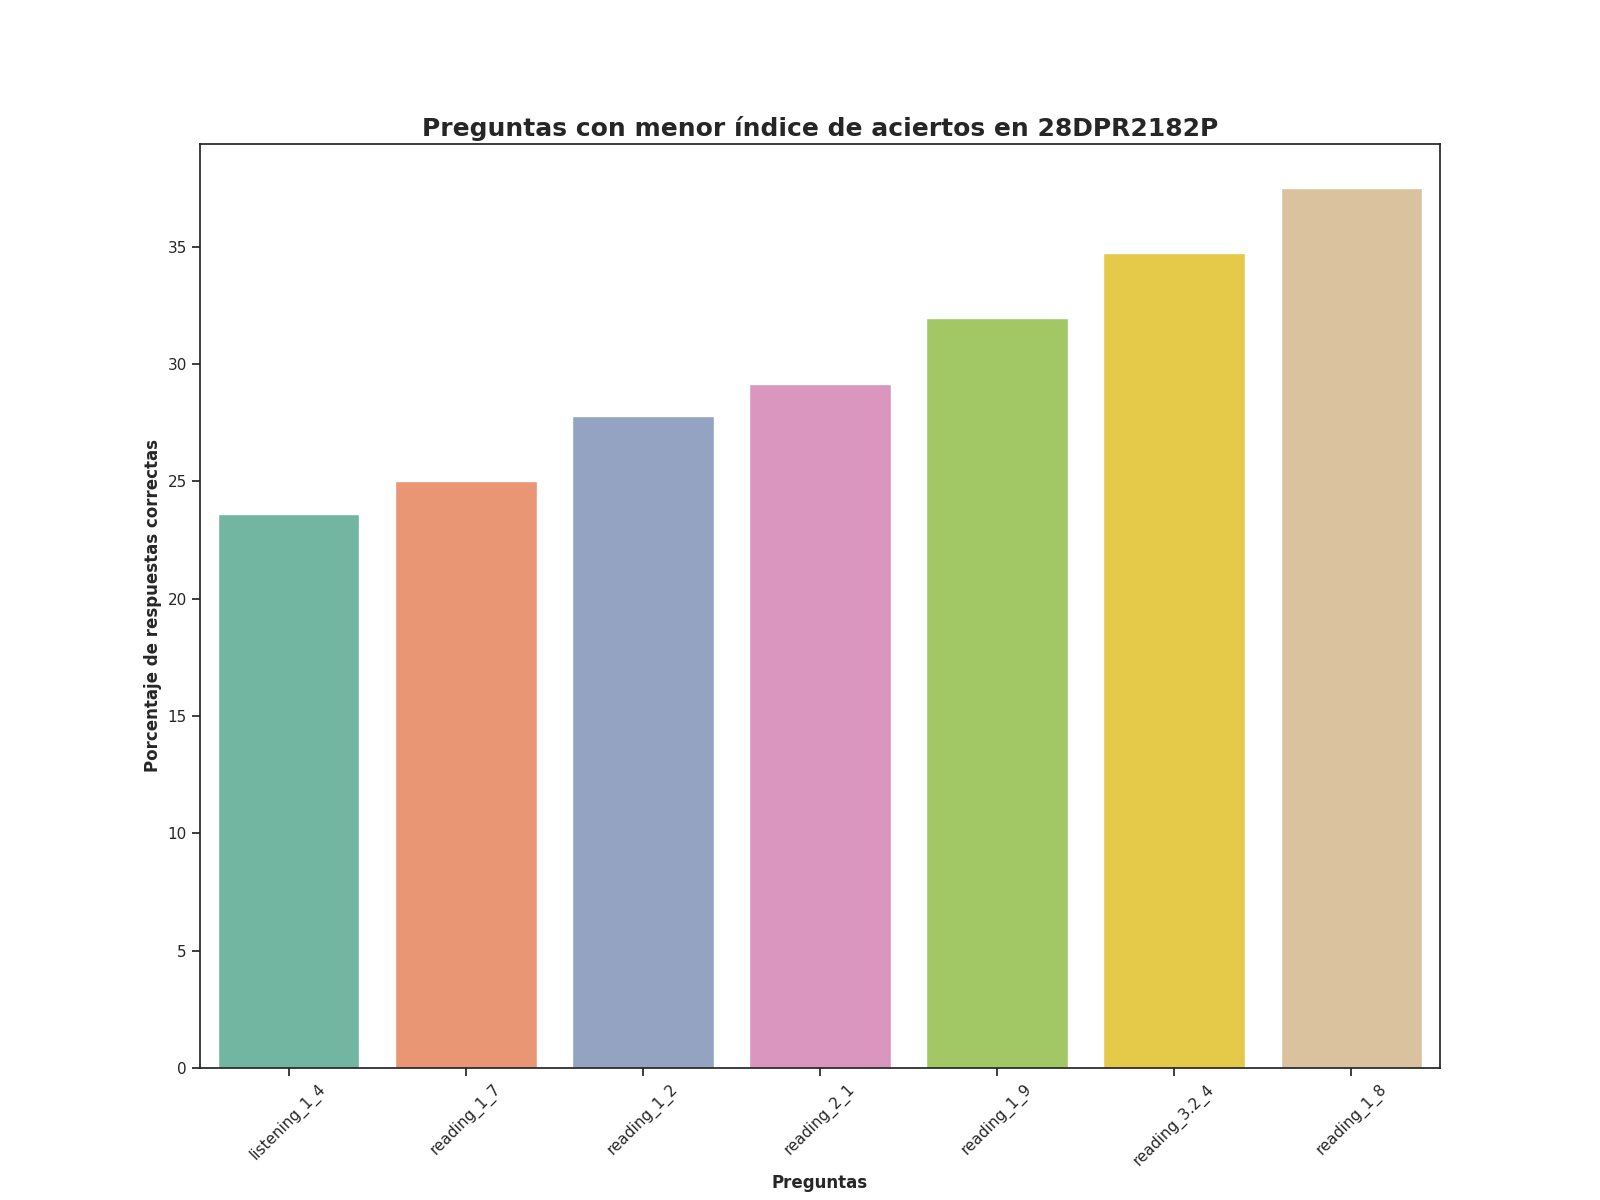 Preguntas con menor índice de aciertos en 28DPR2182P
Porcentaje de respuestas correctas
35
30
25
20
15
10
5
0
listening_1_4
reading_1_7
reading_1_2
reading_2_1
reading_1_9
reading_3.2_4
reading_1_8
Preguntas